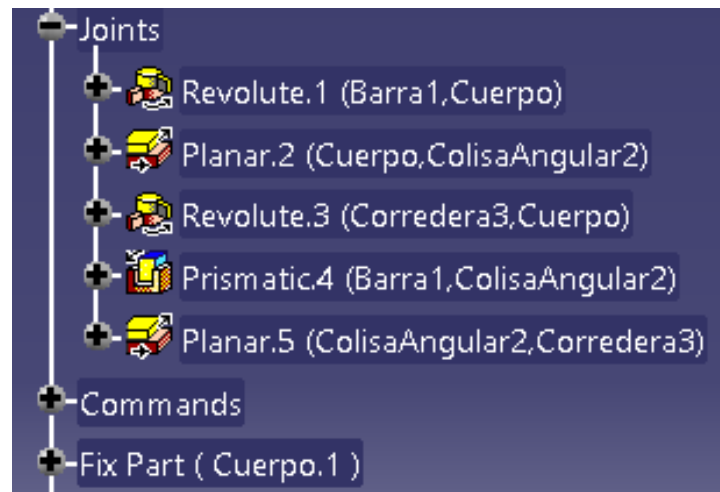 Joints
Revolute.1 (Barra1,Cuerpo)
Planar.2 (Cuerpo,ColisaAngular2)
Revolute.3 (Corredera3,Cuerpo)
Prismatic.4 (Barra1,ColisaAngular2)
Planar.5 (ColisaAngular2,Corredera3)
Commands
Fix Part ( Cuerpo.1 )